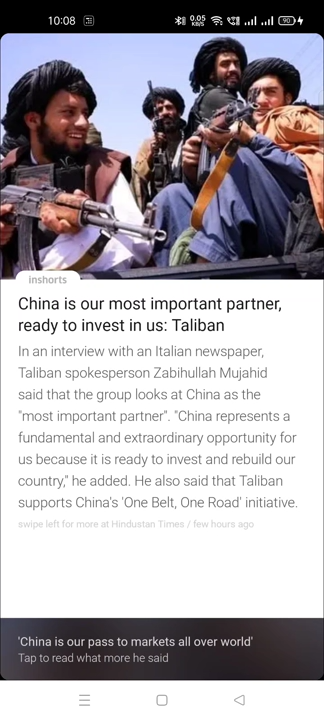 10:08
0.05
KB/S
90
inshorts
China is our most important partner,
ready to invest in us: Taliban
In an interview with an Italian newspaper,
Taliban spokesperson Zabihullah Mujahid
said that the group looks at China as the
"most important partner". "China represents a
fundamental and extraordinary opportunity for
us because it is ready to invest and rebuild our
country," he added. He also said that Taliban
supports China's 'One Belt, One Road' initiative.
swipe left for more at Hindustan Times / few hours ago
'China is our pass to markets all over world'
Tap to read what more he said